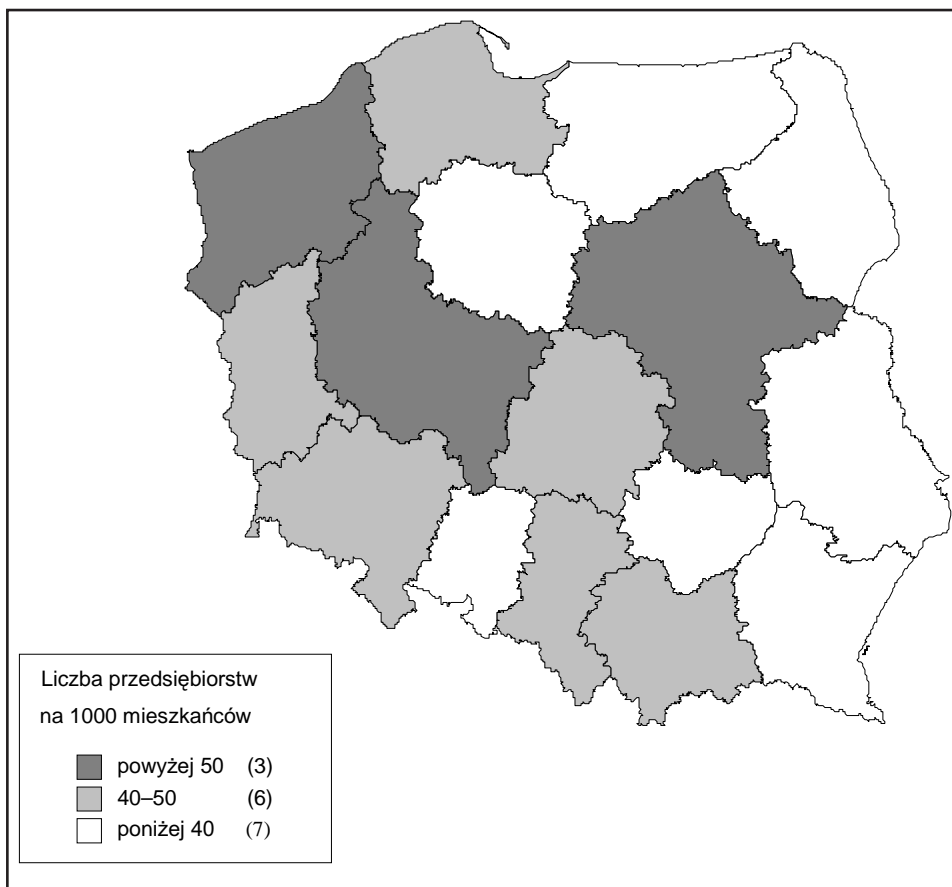 Liczba przedsiębiorstw
na 1000 mieszkańców
powyżej 50 (3)
40–50 (6)
poniżej 40 (7)